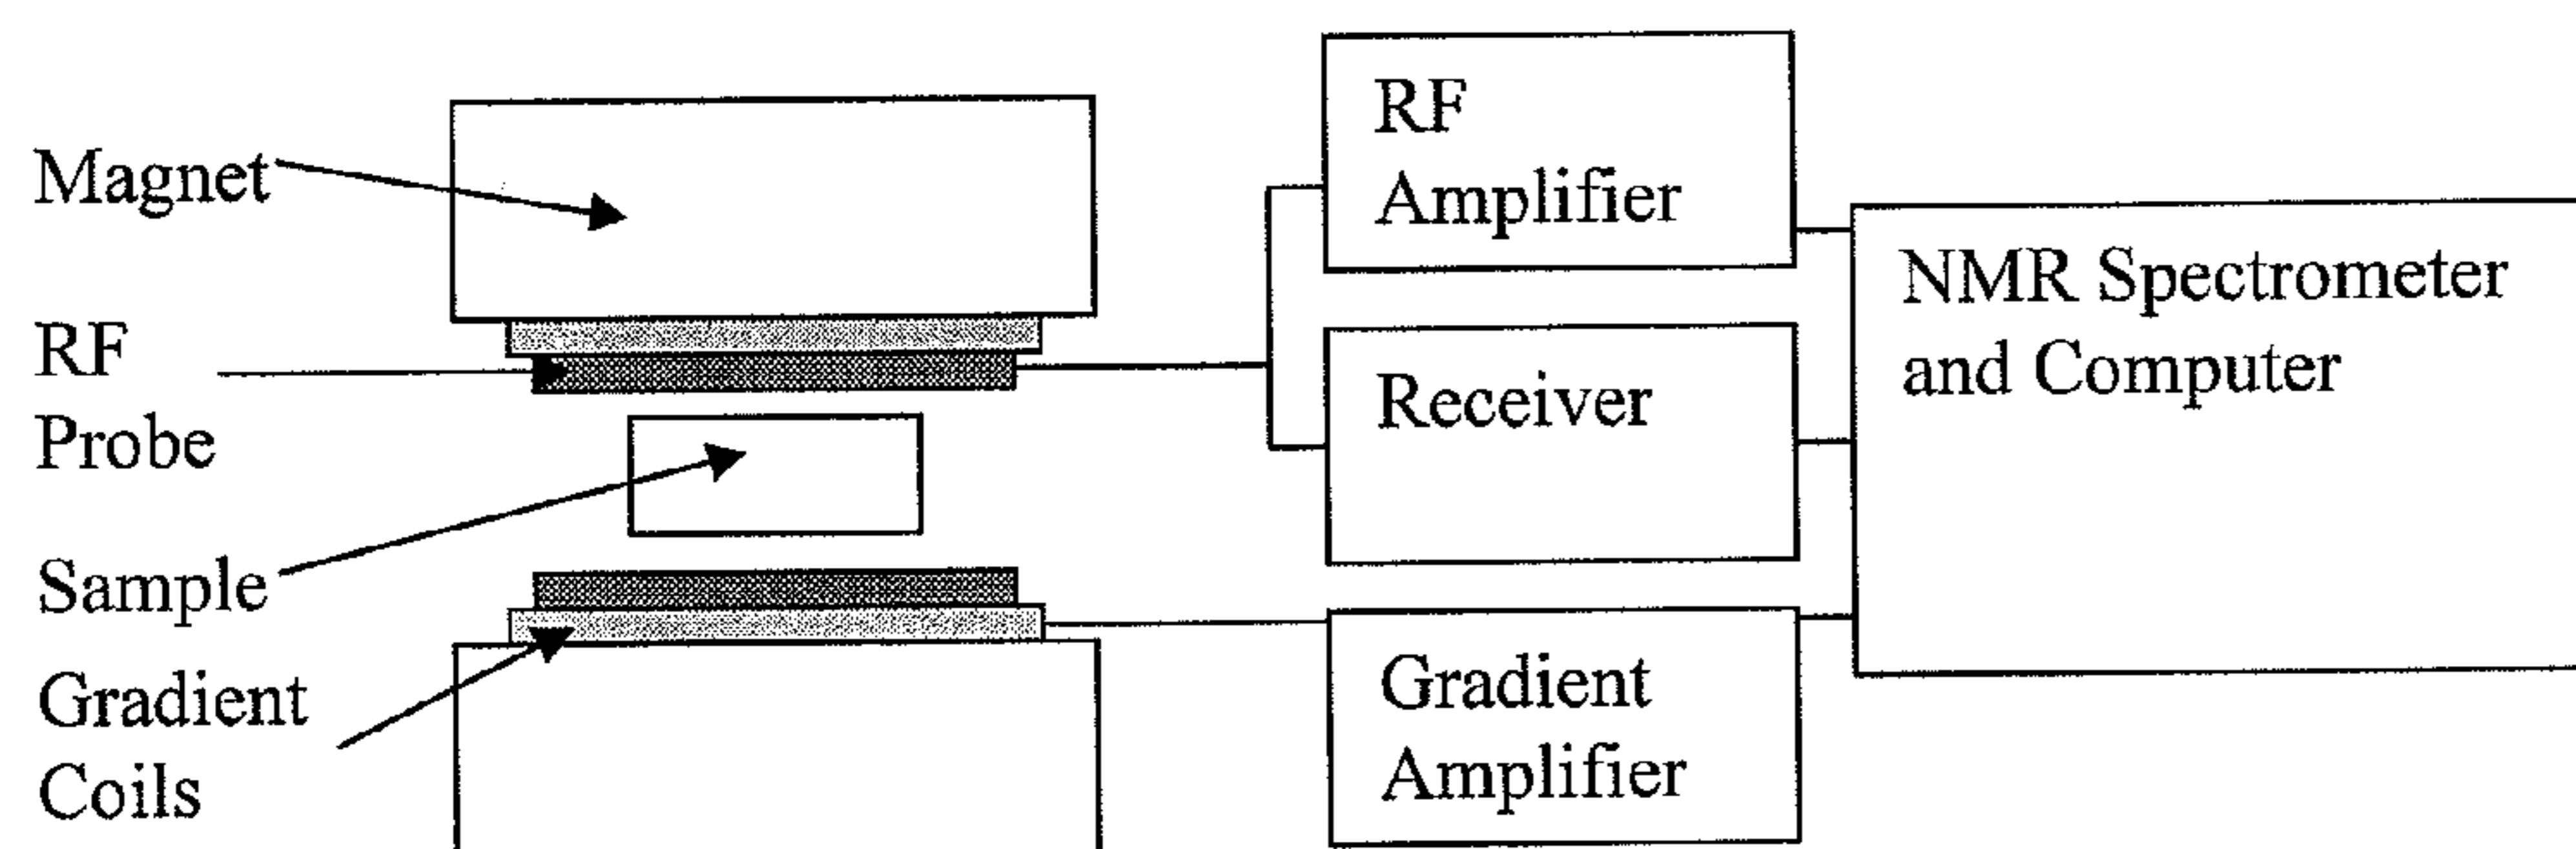 Magnet
RF
Probe
Sample
Gradient
Coils
RF
Amplifier
Receiver
Gradient
Amplifier
NMR Spectrometer
and Computer